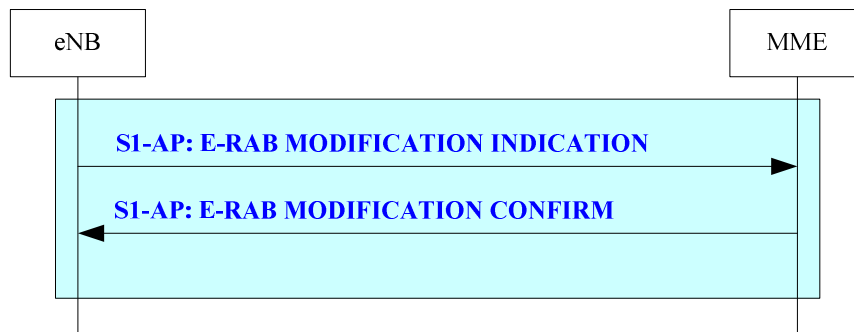 eNB
MME
S1-AP: E-RAB MODIFICATION INDICATION
S1-AP: E-RAB MODIFICATION CONFIRM